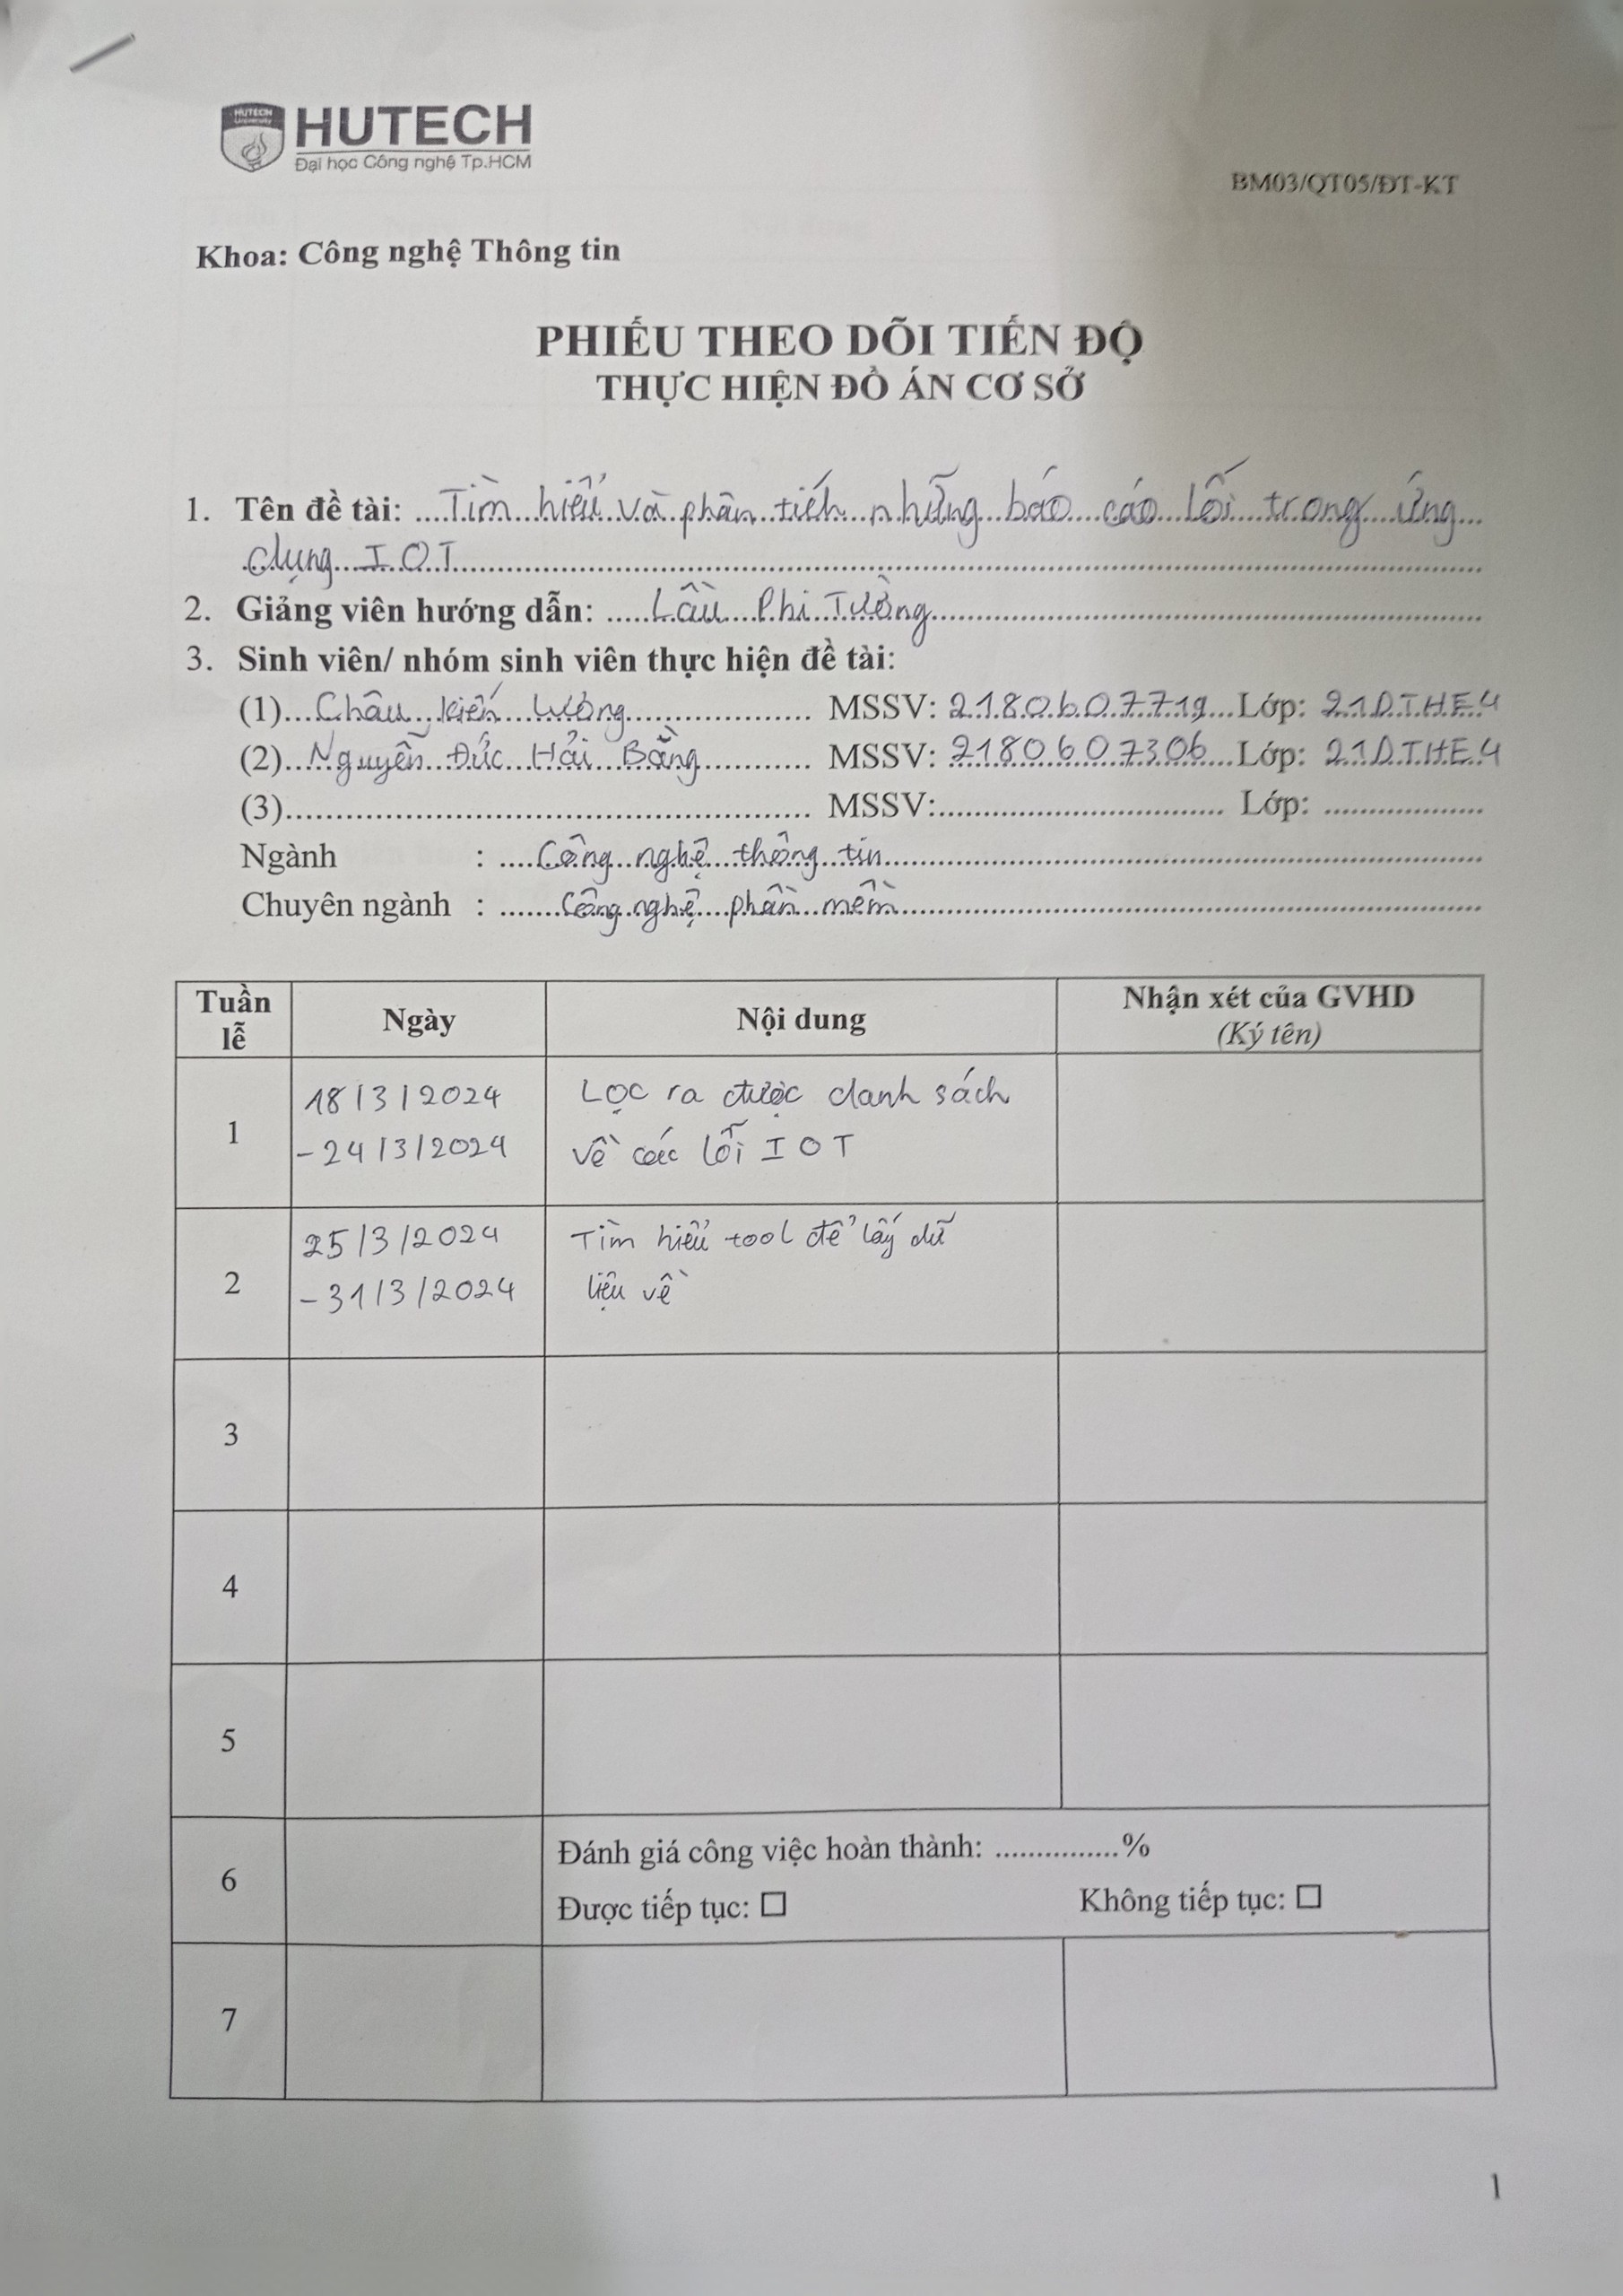 HUTECH
University
HUTECH
Đại học Công nghệ Tp.HCM
BM03/QT05/ĐT-KT
Khoa: Công nghệ Thông tin
PHIẾU THEO DÕI TIẾN ĐỘ
THỰC HIỆN ĐỒ ÁN CƠ SỞ
1. Tên đề tài: Tìm hiểu và phân tích những báo cáo lỗi trong ứng
dụng IOT
2. Giảng viên hướng dẫn: Lâu Phi Tường
3. Sinh viên/ nhóm sinh viên thực hiện đề tài:
(1) Châu Kiến Lương MSSV: 2180607719 Lớp: 21DTHE4
(2) Nguyễn Đức Hải Bằng MSSV: 2180607306 Lớp: 21DTHE4
(3) MSSV: Lớp:
Ngành : Công nghệ thông tin
Chuyên ngành : Công nghệ phần mềm
Tuần
lễ
Ngày
Nội dung
Nhận xét của GVHD
(Ký tên)
1
18/3/2024
- 24/3/2024
Lọc ra được danh sách
về các lỗi IOT
2
25/3/2024
- 31/3/2024
Tìm hiểu tool để lấy dữ
liệu về
3
4
5
6
Đánh giá công việc hoàn thành: ...............%
Được tiếp tục: ☐ Không tiếp tục: ☐
7
1